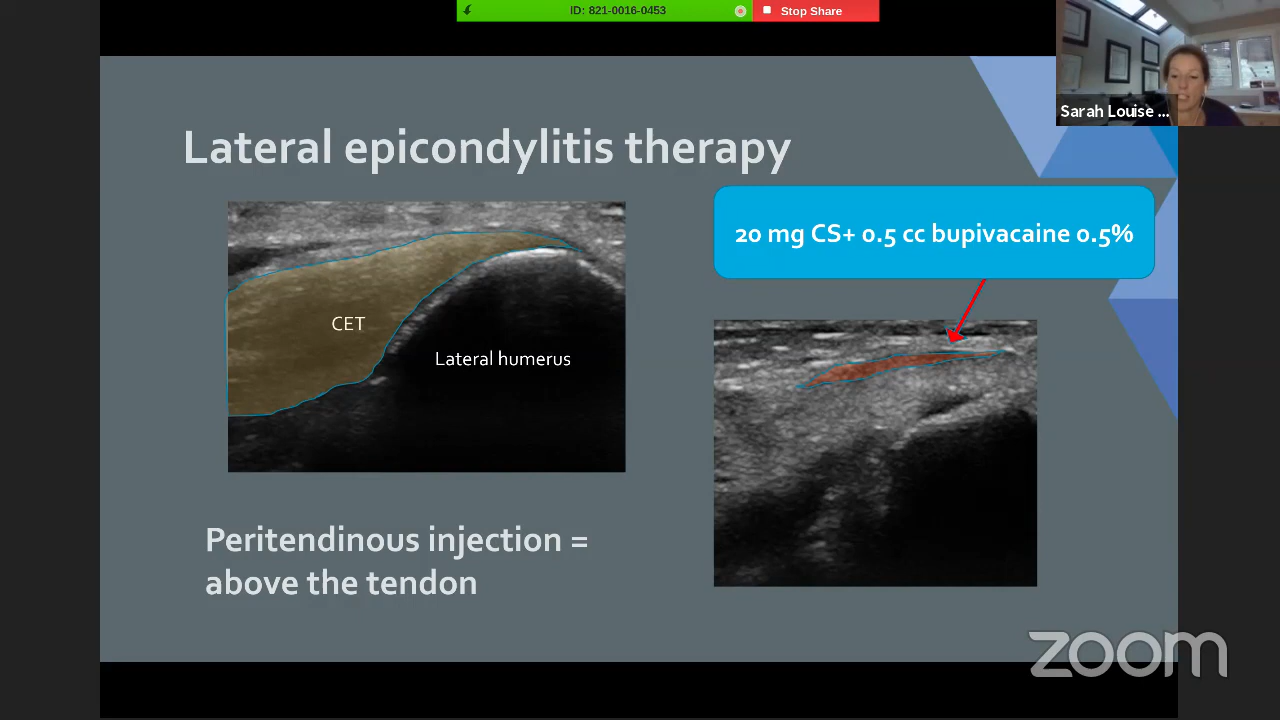 ID: 821-0016-0453
Stop Share
Sarah Louise ...
Lateral epicondylitis therapy
20 mg CS+ 0.5 cc bupivacaine 0.5%
CET
Lateral humerus
Peritendinous injection =
above the tendon
zoom